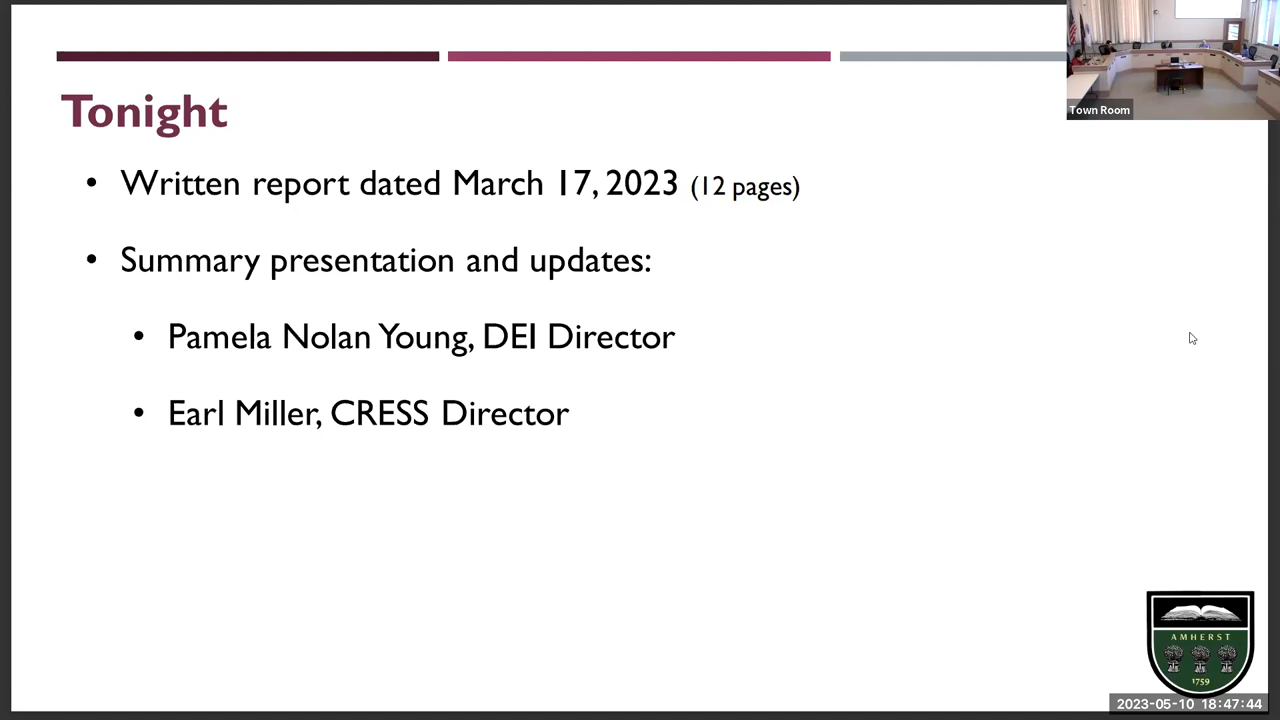 Tonight
• Written report dated March 17, 2023 (12 pages)
• Summary presentation and updates:
• Pamela Nolan Young, DEI Director
• Earl Miller, CRESS Director
Town Room
AMHERST
1759
2023-05-10 18:47:44